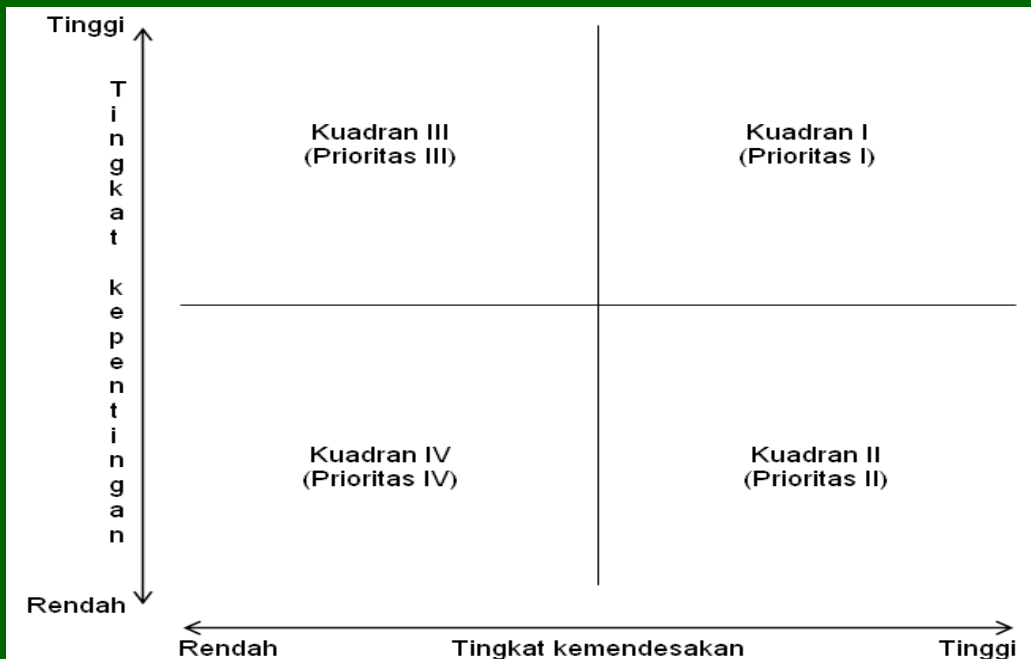 Tinggi
Tingkat kepentingan
Kuadran III
(Prioritas III)
Kuadran I
(Prioritas I)
Kuadran IV
(Prioritas IV)
Kuadran II
(Prioritas II)
Rendah
Rendah
Tingkat kemendesakan
Tinggi